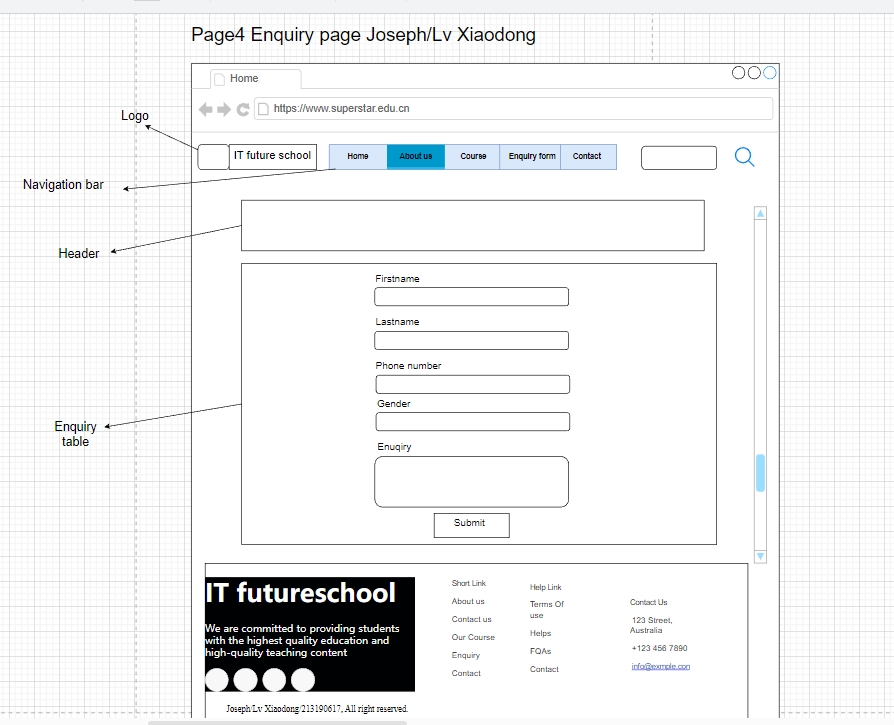 Page4 Enquiry page Joseph/Lv Xiaodong
Home
https://www.superstar.edu.cn
Logo
IT future school
Home
About us
Course
Enquiry form
Contact
Navigation bar
Header
Firstname
Lastname
Phone number
Gender
Enquiry
table
Enuqiry
Submit
IT futureschool
We are committed to providing students
with the highest quality education and
high-quality teaching content
Joseph/Lv Xiaodong/213190617, All right reserved.
Short Link
About us
Contact us
Our Course
Enquiry
Contact
Help Link
Terms Of
use
Helps
FQAs
Contact
Contact Us
123 Street,
Australia
+123 456 7890
info@exmple.con